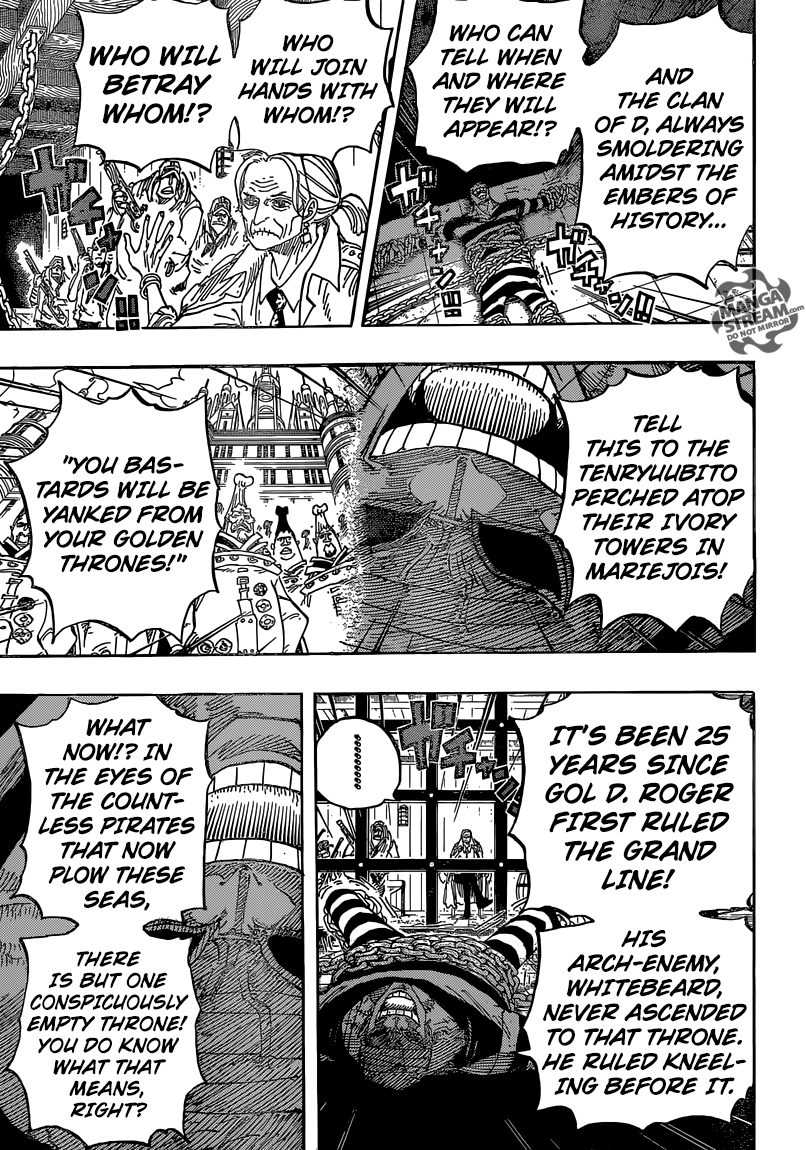 AND
THE CLAN
OF D, ALWAYS
SMOLDERING
AMIDST THE
EMBERS OF
HISTORY...
WHO CAN
TELL WHEN
AND WHERE
THEY WILL
APPEAR!?
WHO
WILL JOIN
HANDS WITH
WHOM!?
WHO WILL
BETRAY
WHOM!?
MANGA
STREAM.com
DO NOT MIRROR
TELL
THIS TO THE
TENRYUUBITO
PERCHED ATOP
THEIR IVORY
TOWERS IN
MARIEJOIS!
"YOU BAS-
TARDS WILL BE
YANKED FROM
YOUR GOLDEN
THRONES!"
IT'S BEEN 25
YEARS SINCE
GOL D. ROGER
FIRST RULED
THE GRAND
LINE!
HIS
ARCH-ENEMY,
WHITEBEARD,
NEVER ASCENDED
TO THAT THRONE.
HE RULED KNEEL-
ING BEFORE IT.
WHAT
NOW!? IN
THE EYES OF
THE COUNT-
LESS PIRATES
THAT NOW
PLOW THESE
SEAS,
THERE
IS BUT ONE
CONSPICUOUSLY
EMPTY THRONE!
YOU DO KNOW
WHAT THAT
MEANS,
RIGHT?